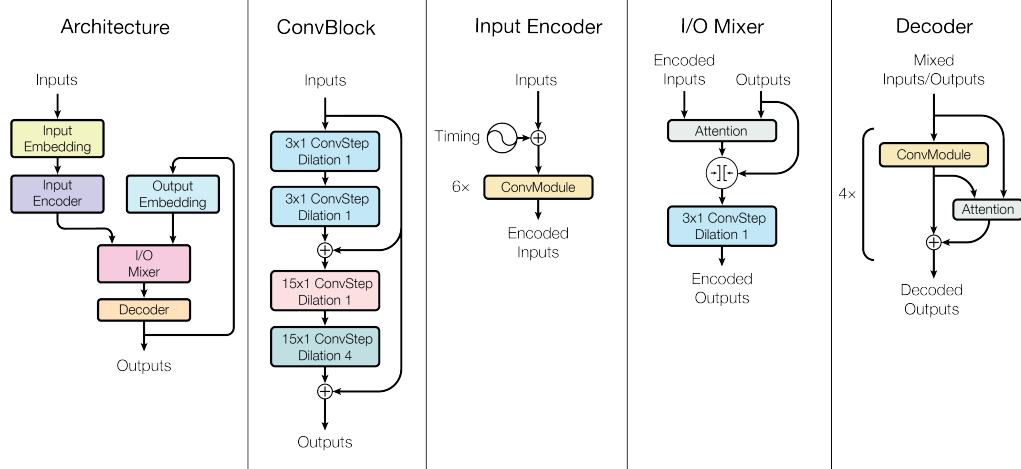 Architecture
Inputs
Input
Embedding
Input
Encoder
Output
Embedding
I/O
Mixer
Decoder
Outputs
ConvBlock
Inputs
3x1 ConvStep
Dilation 1
3x1 ConvStep
Dilation 1
15x1 ConvStep
Dilation 1
15x1 ConvStep
Dilation 4
Outputs
Input Encoder
Inputs
Timing
6×
ConvModule
Encoded
Inputs
I/O Mixer
Encoded
Inputs
Outputs
Attention
3x1 ConvStep
Dilation 1
Encoded
Outputs
Decoder
Mixed
Inputs/Outputs
ConvModule
4×
Attention
Decoded
Outputs